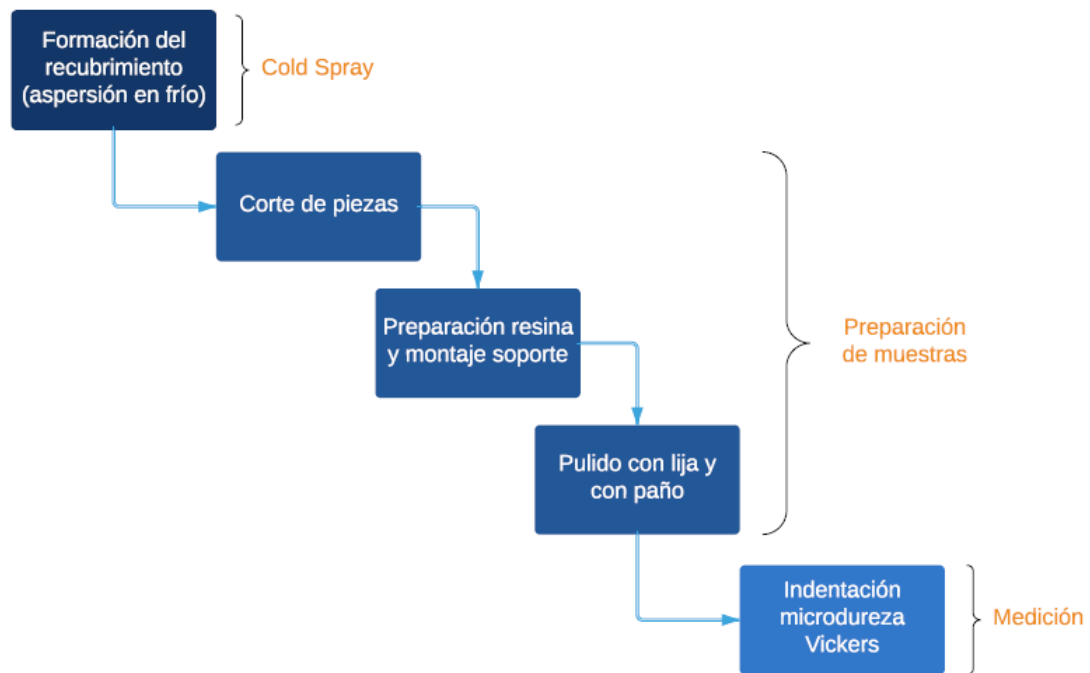 Formación del
recubrimiento
(aspersión en frío)
Cold Spray
Corte de piezas
Preparación resina
y montaje soporte
Preparación
de muestras
Pulido con lija y
con paño
Indentación
microdureza
Vickers
Medición